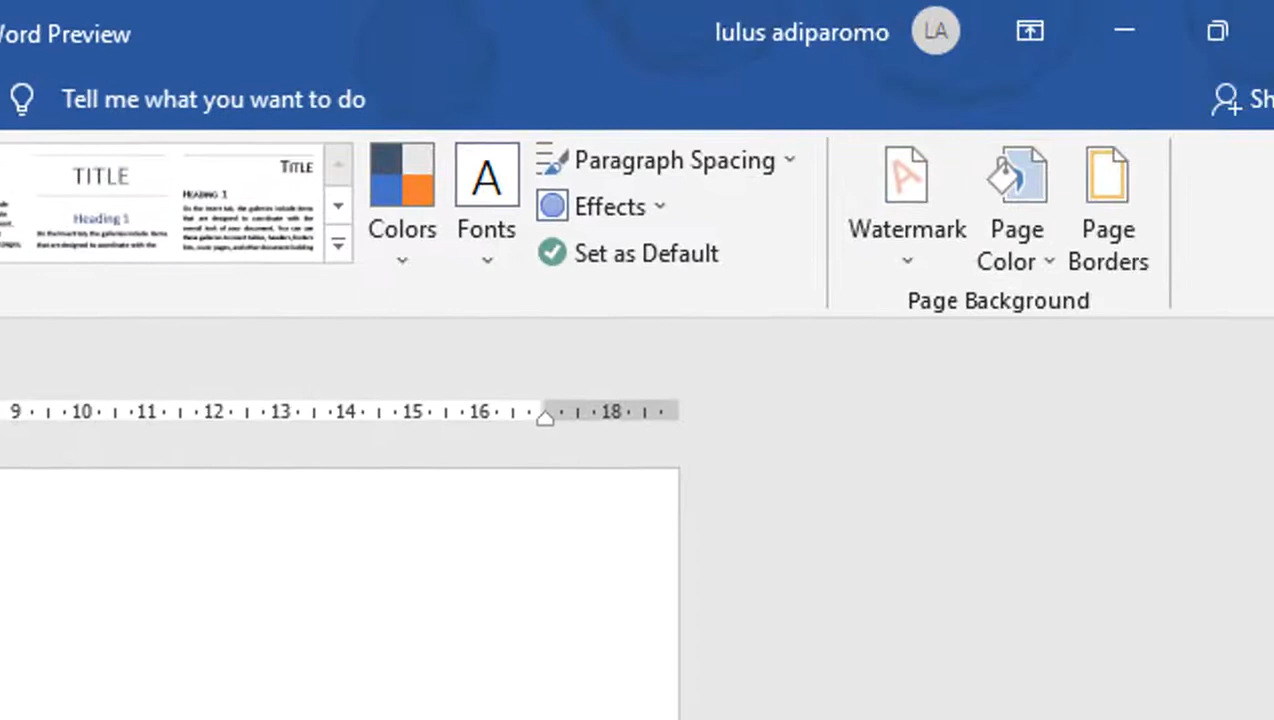 Word Preview
lulus adiparomo
LA
Tell me what you want to do
Sh
TITLE
Heading 1
TITLE
HEADING 1
Colors
Fonts
A
Paragraph Spacing
Effects
Set as Default
Watermark
Page Color
Page Borders
Page Background
9 10 11 12 13 14 15 16 18